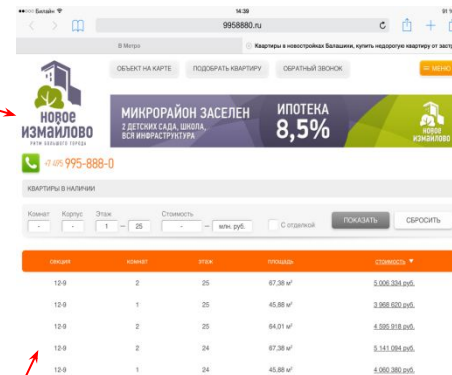 Билайн 14:39 91 %
9958880.ru
В Метро Квартиры в новостройках Балашихи, купить недорогую квартиру от застр
ОБЪЕКТ НА КАРТЕ ПОДОБРАТЬ КВАРТИРУ ОБРАТНЫЙ ЗВОНОК МЕНЮ
НОВОЕ
ИЗМАЙЛОВО
РИТМ БОЛЬШОГО ГОРОДА
МИКРОРАЙОН ЗАСЕЛЕН
2 ДЕТСКИХ САДА, ШКОЛА,
ВСЯ ИНФРАСТРУКТУРА
ИПОТЕКА
8,5%
НОВОЕ
ИЗМАЙЛОВО
+7 495 995-888-0
КВАРТИРЫ В НАЛИЧИИ
Комнат Корпус Этаж Стоимость
- - 1 — 25 - — млн. руб. С отделкой ПОКАЗАТЬ СБРОСИТЬ
СЕКЦИЯ КОМНАТ ЭТАЖ ПЛОЩАДЬ СТОИМОСТЬ ▼
12-9 2 25 67,38 м² 5 006 334 руб.
12-9 1 25 45,88 м² 3 968 620 руб.
12-9 2 25 64,01 м² 4 595 918 руб.
12-9 2 24 67,38 м² 5 141 094 руб.
12-9 1 24 45,88 м² 4 060 380 руб.